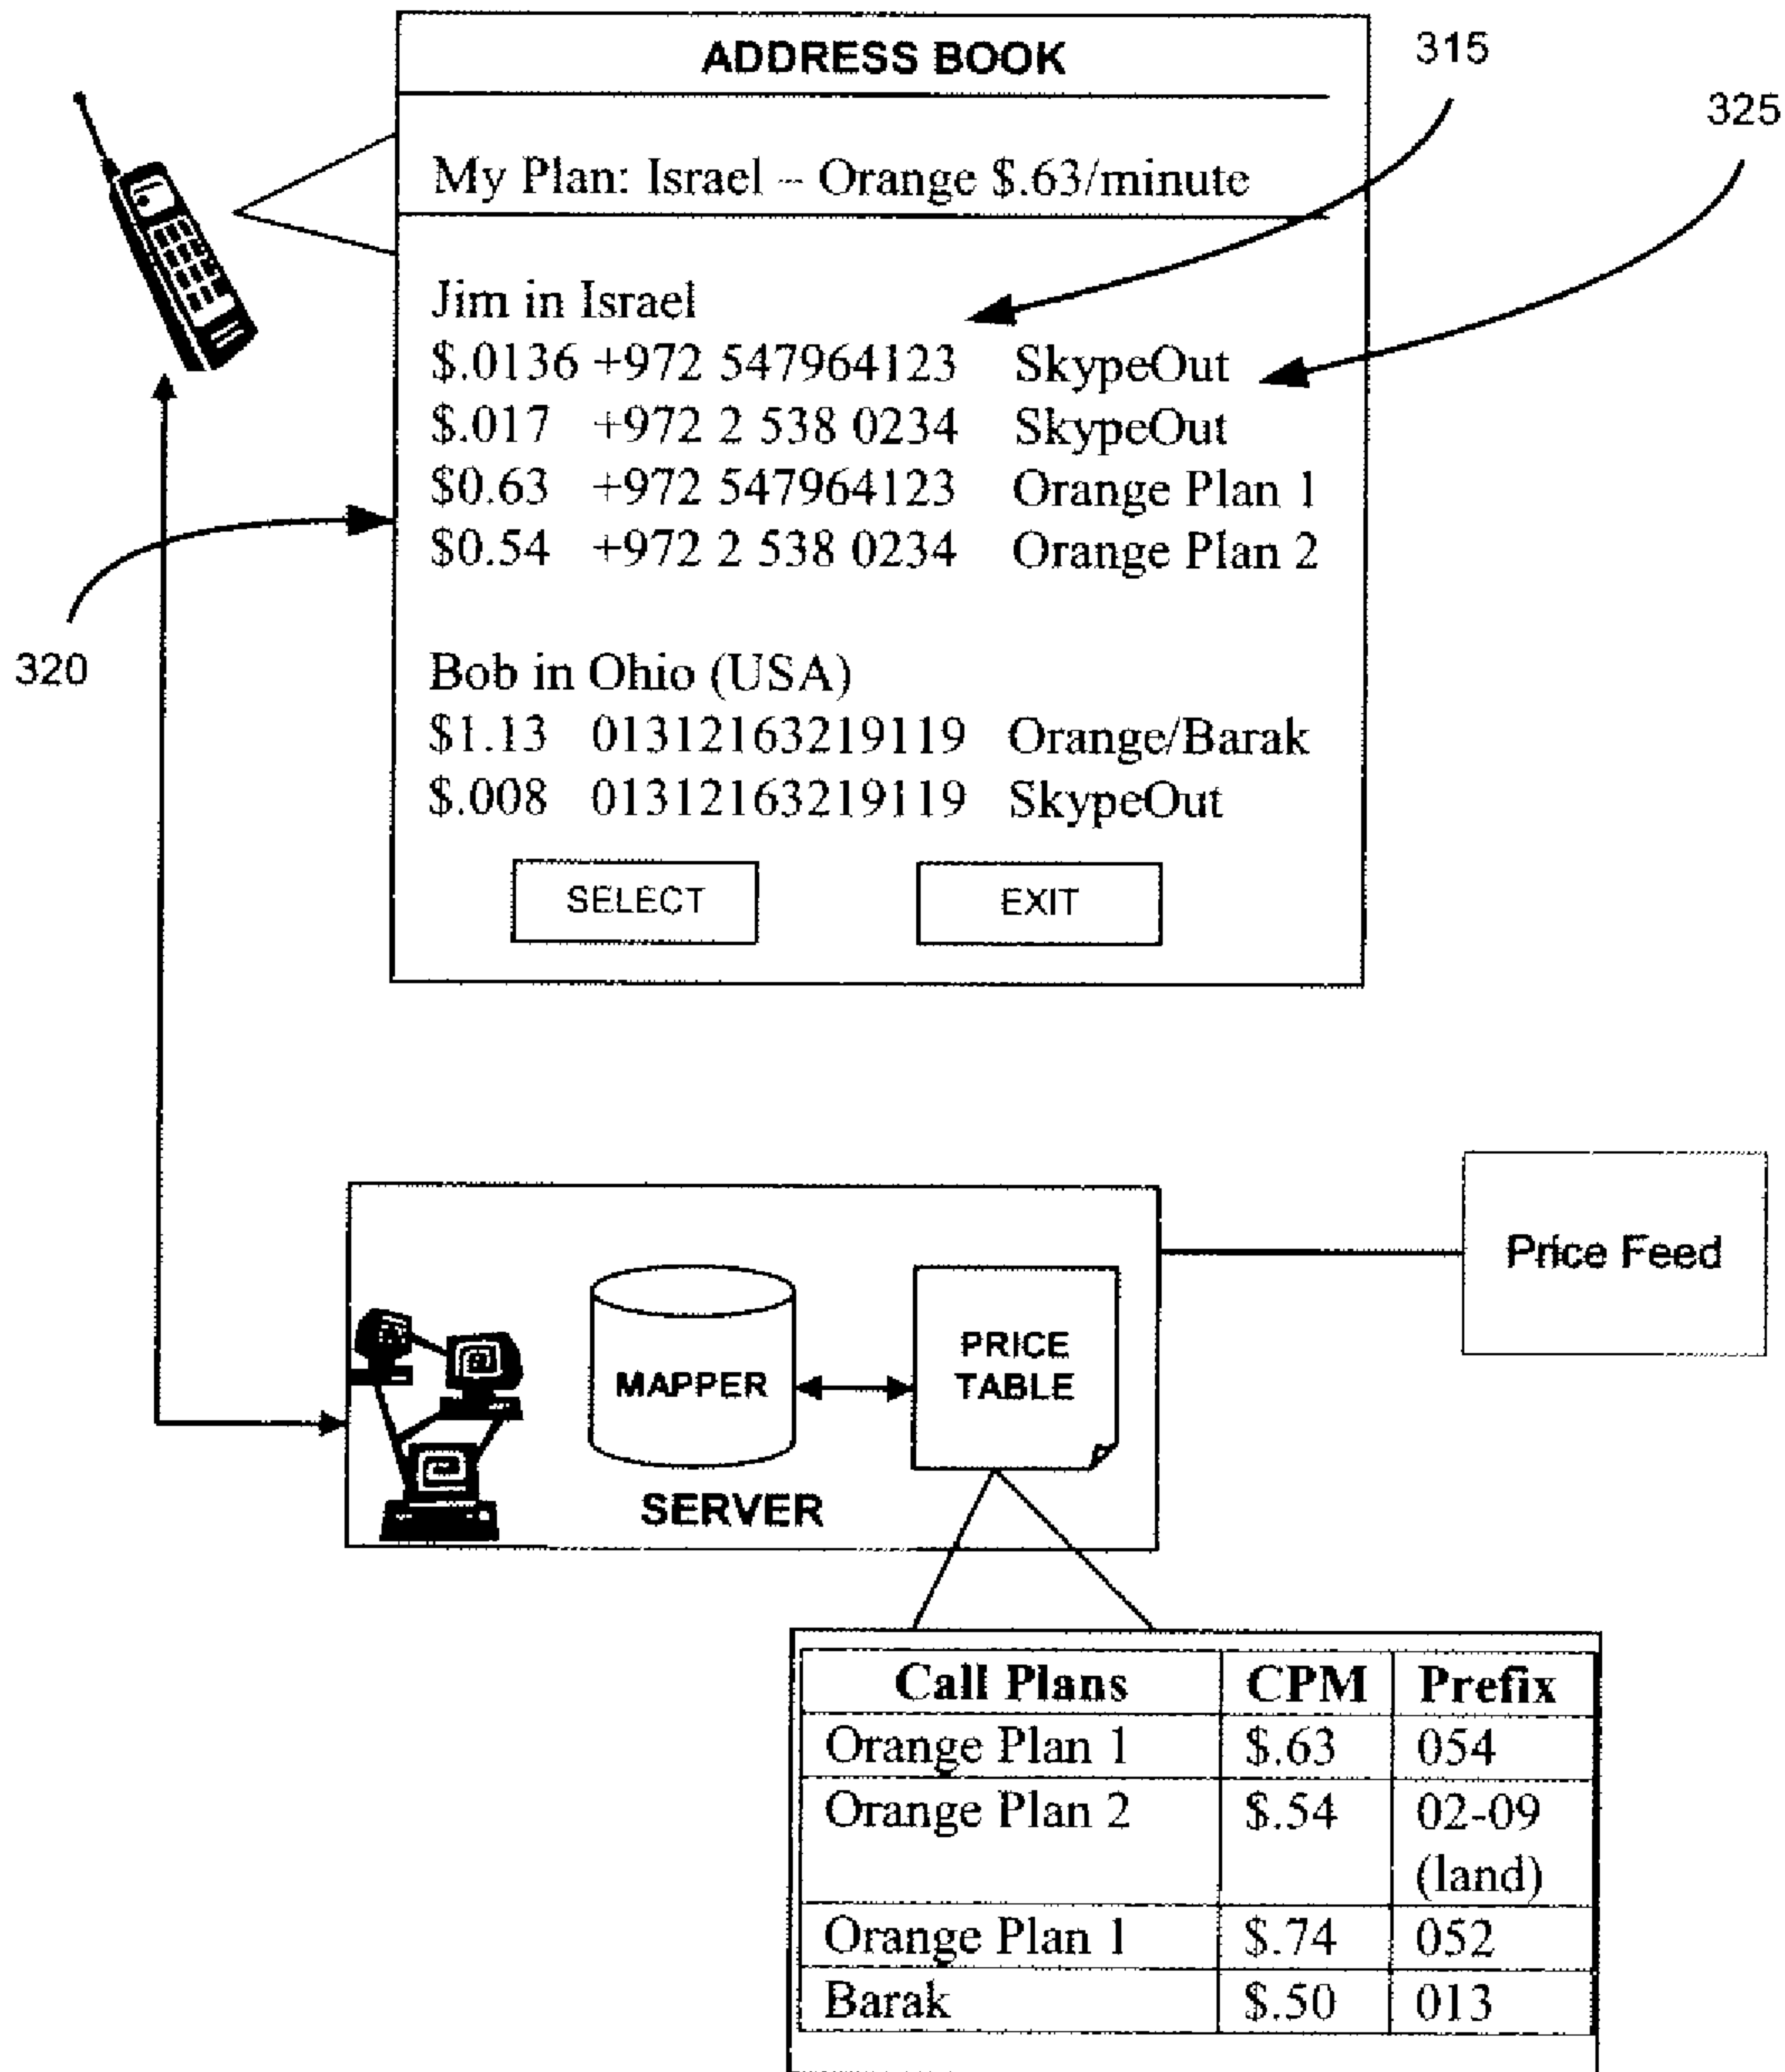 ADDRESS BOOK
315
325
My Plan: Israel – Orange $.63/minute
Jim in Israel
$.0136 +972 547964123 SkypeOut
$.017 +972 2 538 0234 SkypeOut
$0.63 +972 547964123 Orange Plan 1
$0.54 +972 2 538 0234 Orange Plan 2
320
Bob in Ohio (USA)
$1.13 01312163219119 Orange/Barak
$.008 01312163219119 SkypeOut
SELECT EXIT
Price Feed
MAPPER
PRICE
TABLE
SERVER
Call Plans CPM Prefix
Orange Plan 1 $.63 054
Orange Plan 2 $.54 02-09
(land)
Orange Plan 1 $.74 052
Barak $.50 013